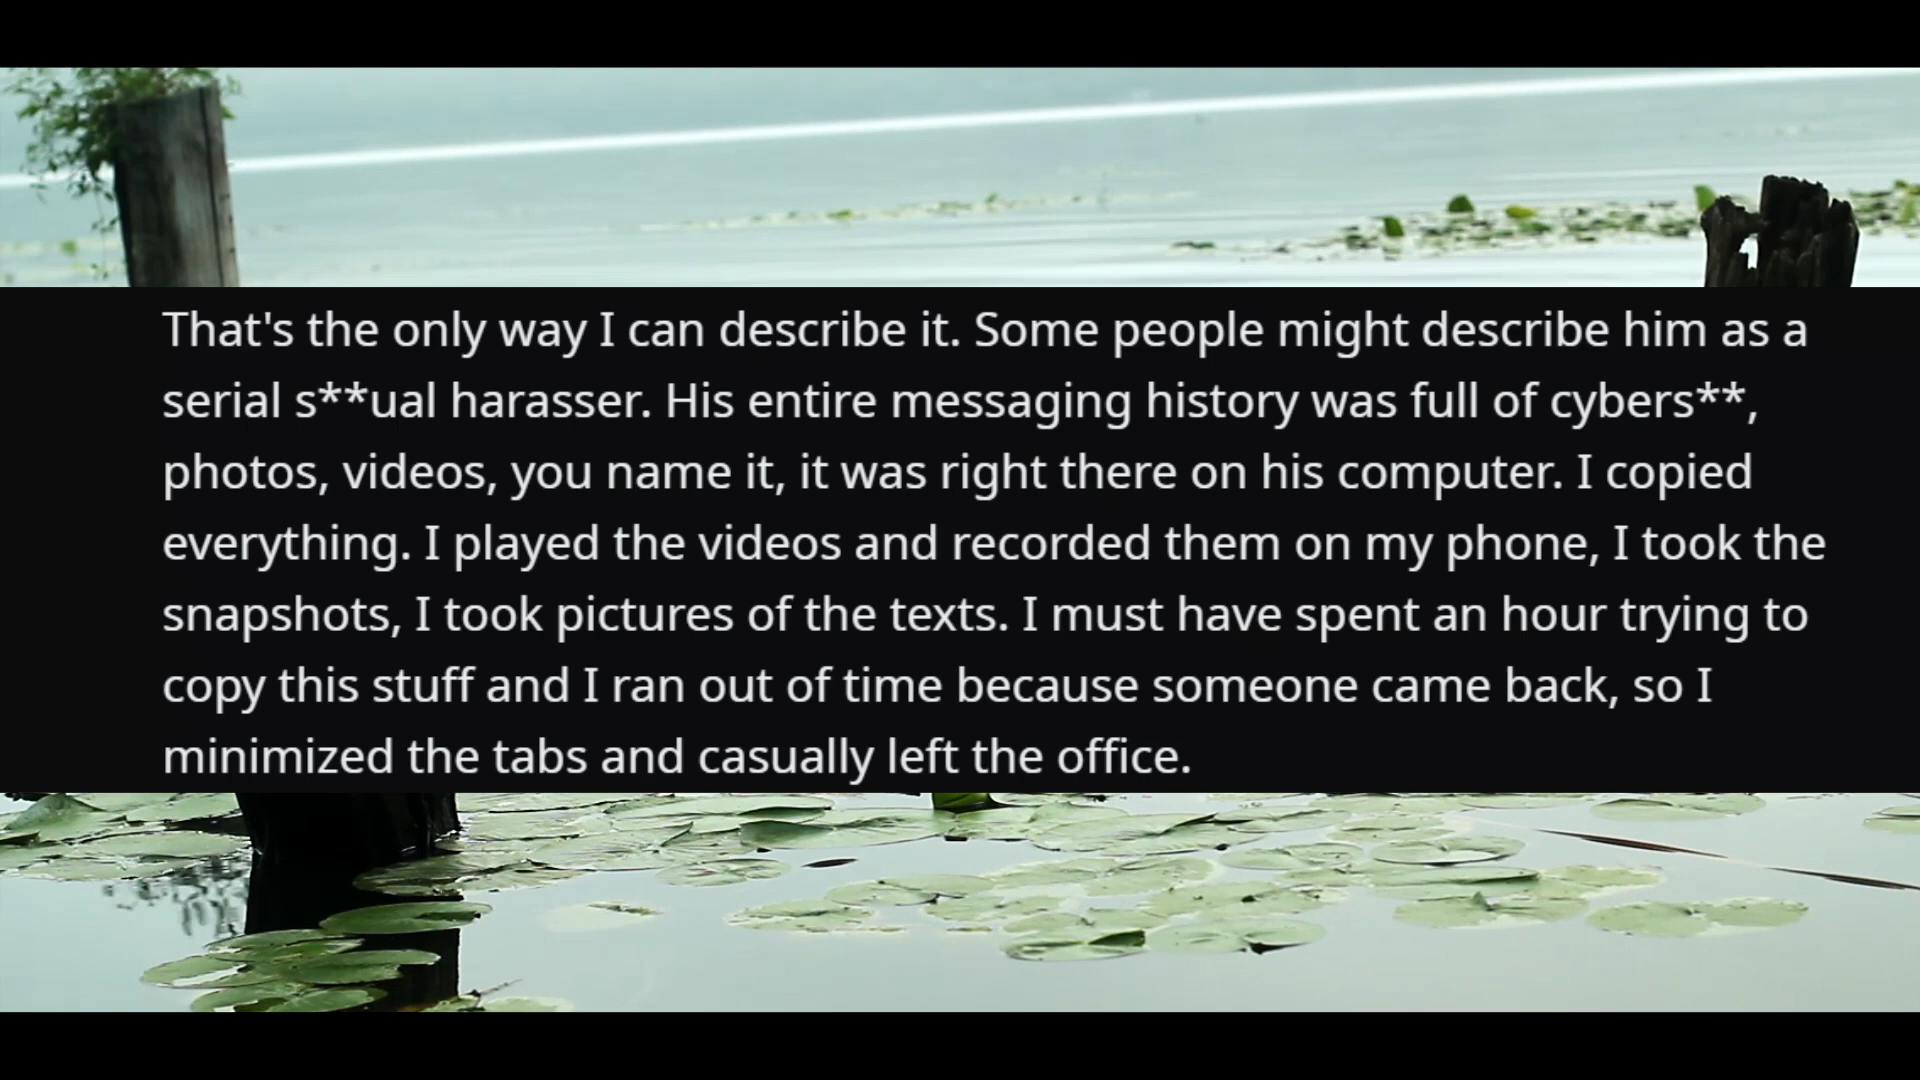 That's the only way I can describe it. Some people might describe him as a
serial s**ual harasser. His entire messaging history was full of cybers**,
photos, videos, you name it, it was right there on his computer. I copied
everything. I played the videos and recorded them on my phone, I took the
snapshots, I took pictures of the texts. I must have spent an hour trying to
copy this stuff and I ran out of time because someone came back, so I
minimized the tabs and casually left the office.